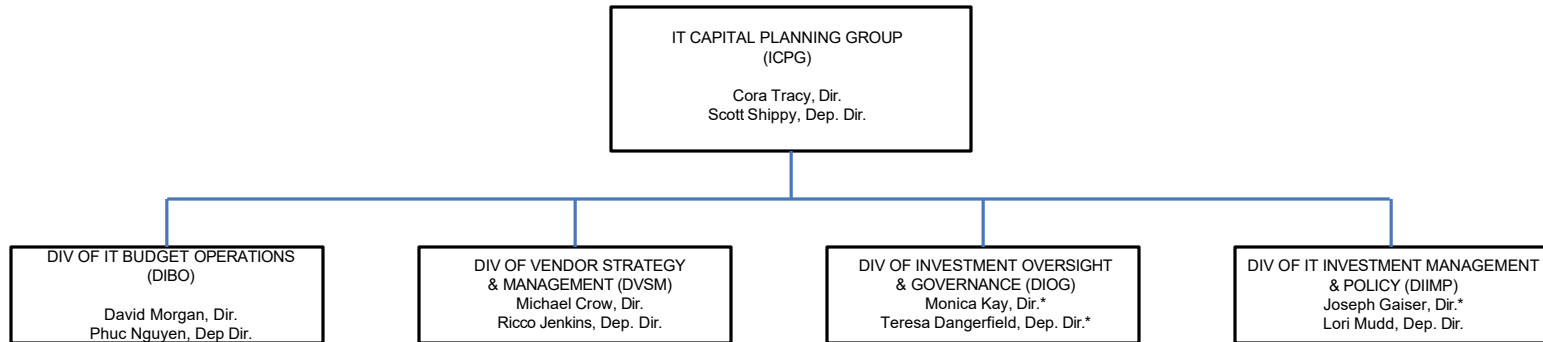 IT CAPITAL PLANNING GROUP
(ICPG)
Cora Tracy, Dir.
Scott Shippy, Dep. Dir.
DIV OF IT BUDGET OPERATIONS
(DIBO)
David Morgan, Dir.
Phuc Nguyen, Dep Dir.
DIV OF VENDOR STRATEGY
& MANAGEMENT (DVSM)
Michael Crow, Dir.
Ricco Jenkins, Dep. Dir.
DIV OF INVESTMENT OVERSIGHT
& GOVERNANCE (DIOG)
Monica Kay, Dir.*
Teresa Dangerfield, Dep. Dir.*
DIV OF IT INVESTMENT MANAGEMENT
& POLICY (DIIMP)
Joseph Gaiser, Dir.*
Lori Mudd, Dep. Dir.